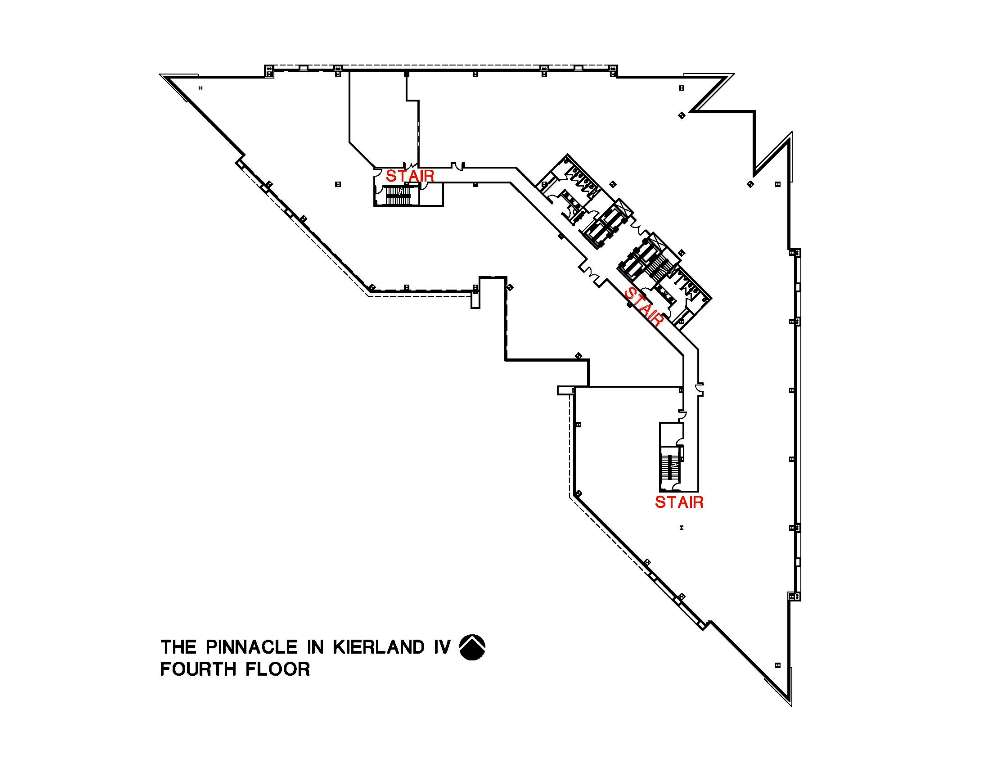 STAIR
STAIR
STAIR
THE PINNACLE IN KIERLAND IV
FOURTH FLOOR